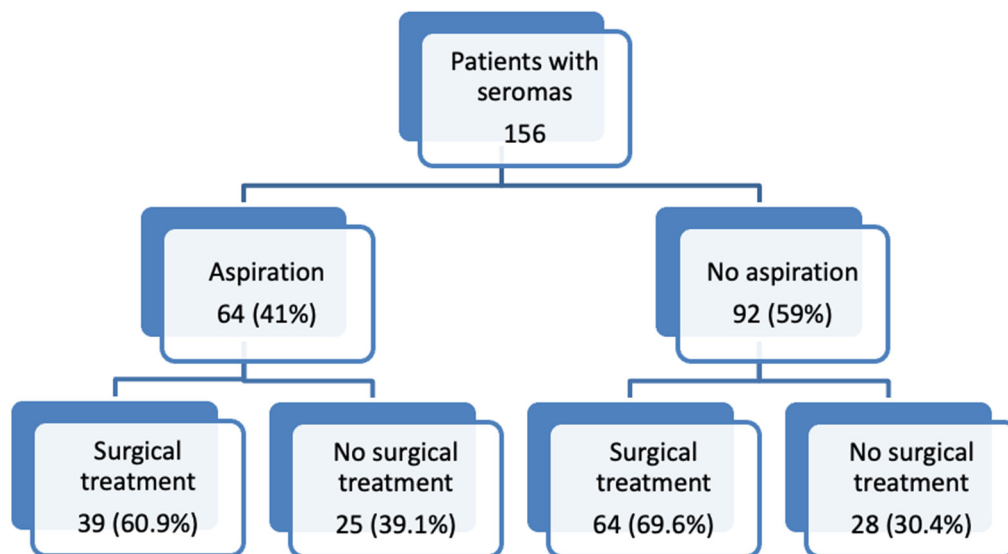 Patients with
seromas
156
Aspiration
64 (41%)
No aspiration
92 (59%)
Surgical
treatment
39 (60.9%)
No surgical
treatment
25 (39.1%)
Surgical
treatment
64 (69.6%)
No surgical
treatment
28 (30.4%)